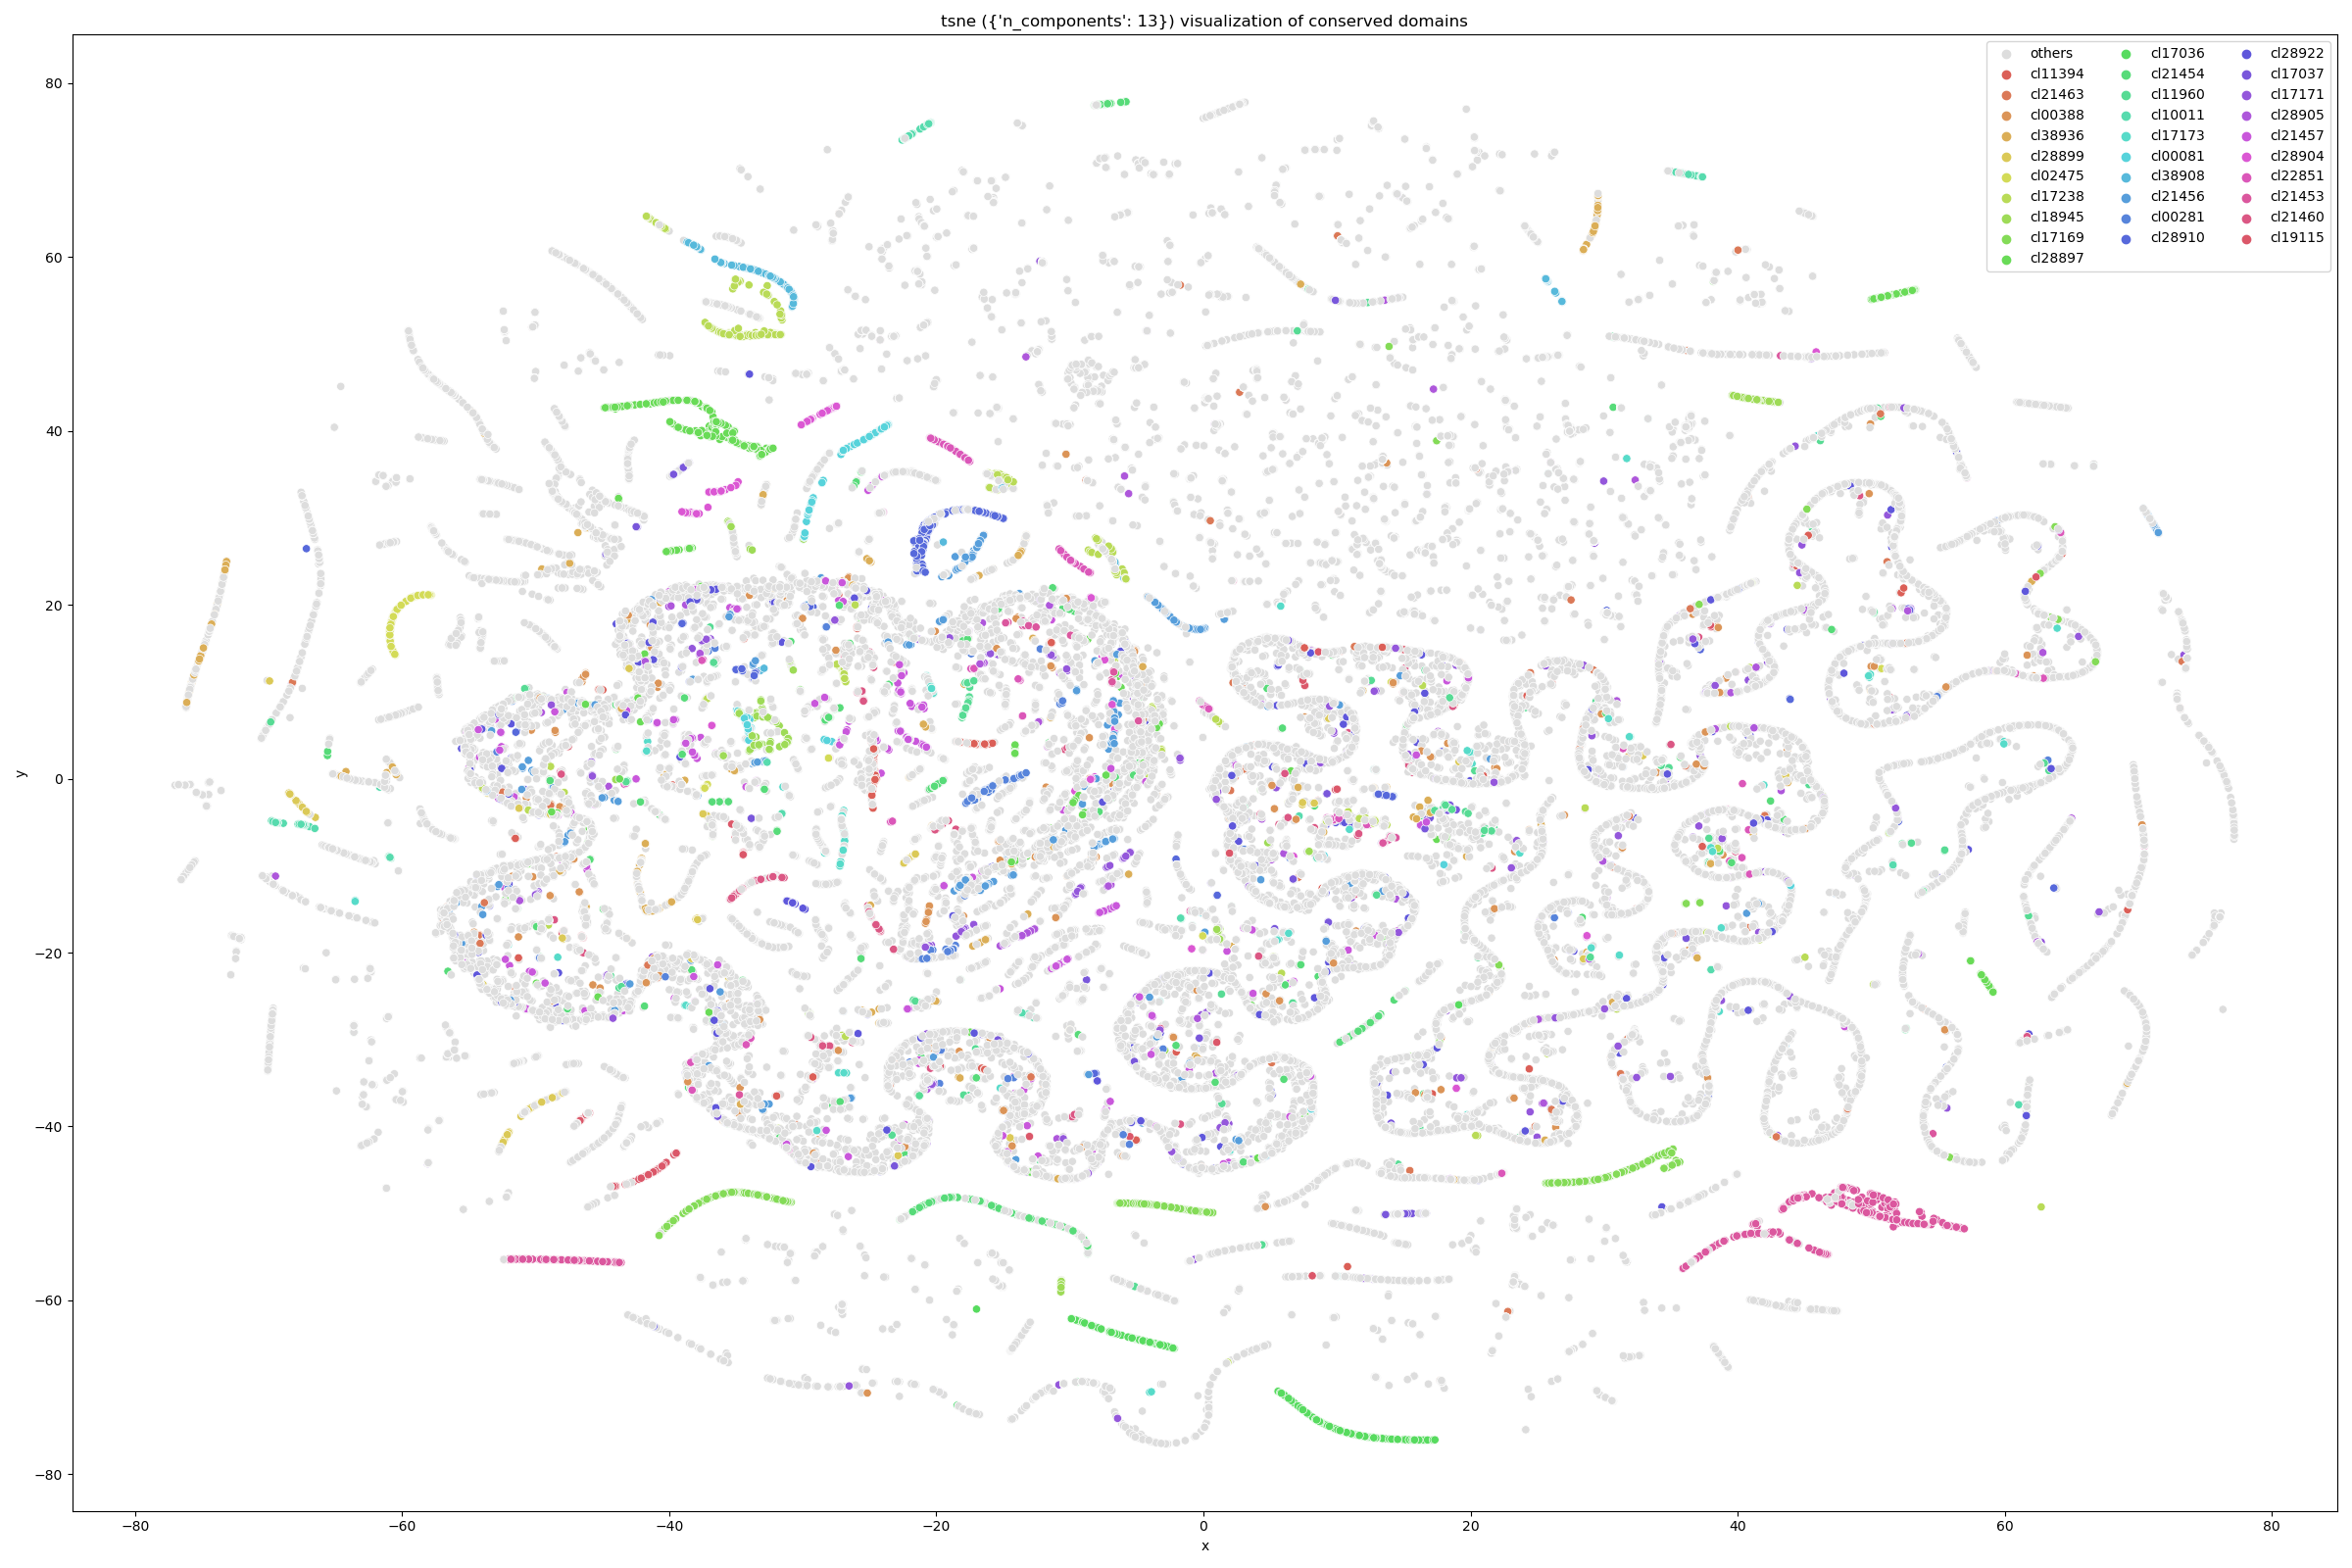 tsne ({'n_components': 13}) visualization of conserved domains
others
cl11394
cl21463
cl00388
cl38936
cl28899
cl02475
cl17238
cl18945
cl17169
cl28897
cl17036
cl21454
cl11960
cl10011
cl17173
cl00081
cl38908
cl21456
cl00281
cl28910
cl28922
cl17037
cl17171
cl28905
cl21457
cl28904
cl22851
cl21453
cl21460
cl19115
80
60
40
20
0
−20
−40
−60
−80
y
−80
−60
−40
−20
0
20
40
60
80
x